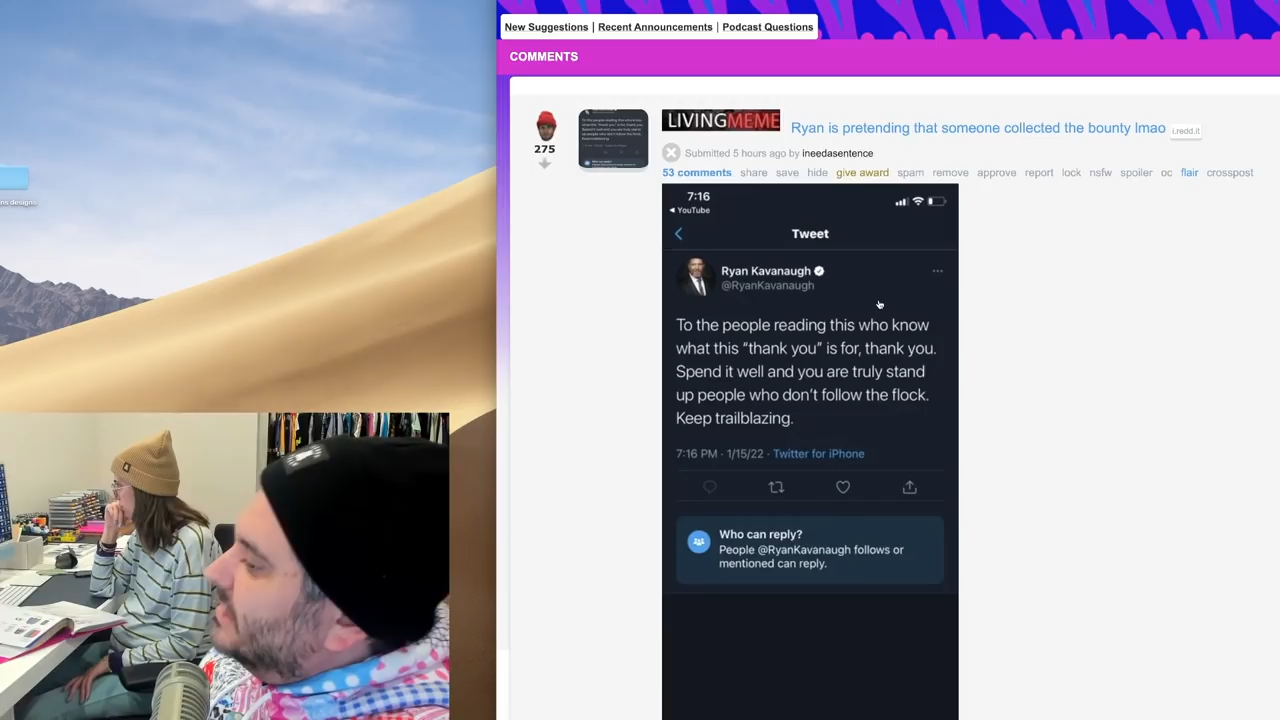 New Suggestions | Recent Announcements | Podcast Questions
COMMENTS
275
LIVINGMEME
Ryan is pretending that someone collected the bounty lmao i.redd.it
Submitted 5 hours ago by ineedasentence
53 comments share save hide give award spam remove approve report lock nsfw spoiler oc flair crosspost
7:16
YouTube
Tweet
Ryan Kavanaugh
@RyanKavanaugh
To the people reading this who know
what this “thank you” is for, thank you.
Spend it well and you are truly stand
up people who don’t follow the flock.
Keep trailblazing.
7:16 PM · 1/15/22 · Twitter for iPhone
Who can reply?
People @RyanKavanaugh follows or
mentioned can reply.
designs